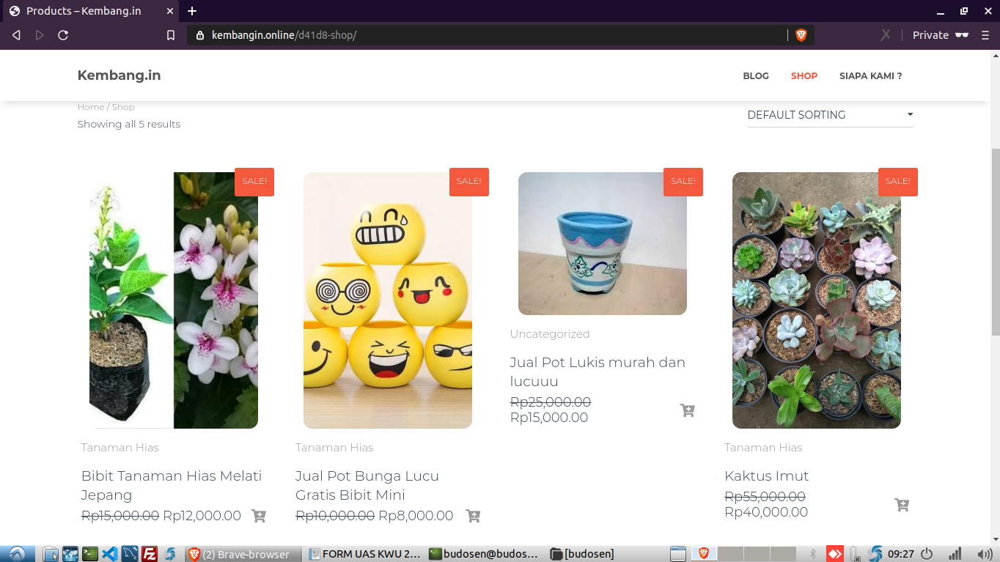 Products – Kembang.in
kembangin.online/d41d8-shop/
Private
Kembang.in
BLOG
SHOP
SIAPA KAMI ?
Home / Shop
Showing all 5 results
DEFAULT SORTING
SALE!
SALE!
SALE!
SALE!
Tanaman Hias
Bibit Tanaman Hias Melati
Jepang
Rp15,000.00 Rp12,000.00
Tanaman Hias
Jual Pot Bunga Lucu
Gratis Bibit Mini
Rp10,000.00 Rp8,000.00
Uncategorized
Jual Pot Lukis murah dan
lucuuu
Rp25,000.00
Rp15,000.00
Tanaman Hias
Kaktus Imut
Rp55,000.00
Rp40,000.00
(2) Brave-browser
FORM UAS KWU 2...
budosen@budos...
[budosen]
09:27